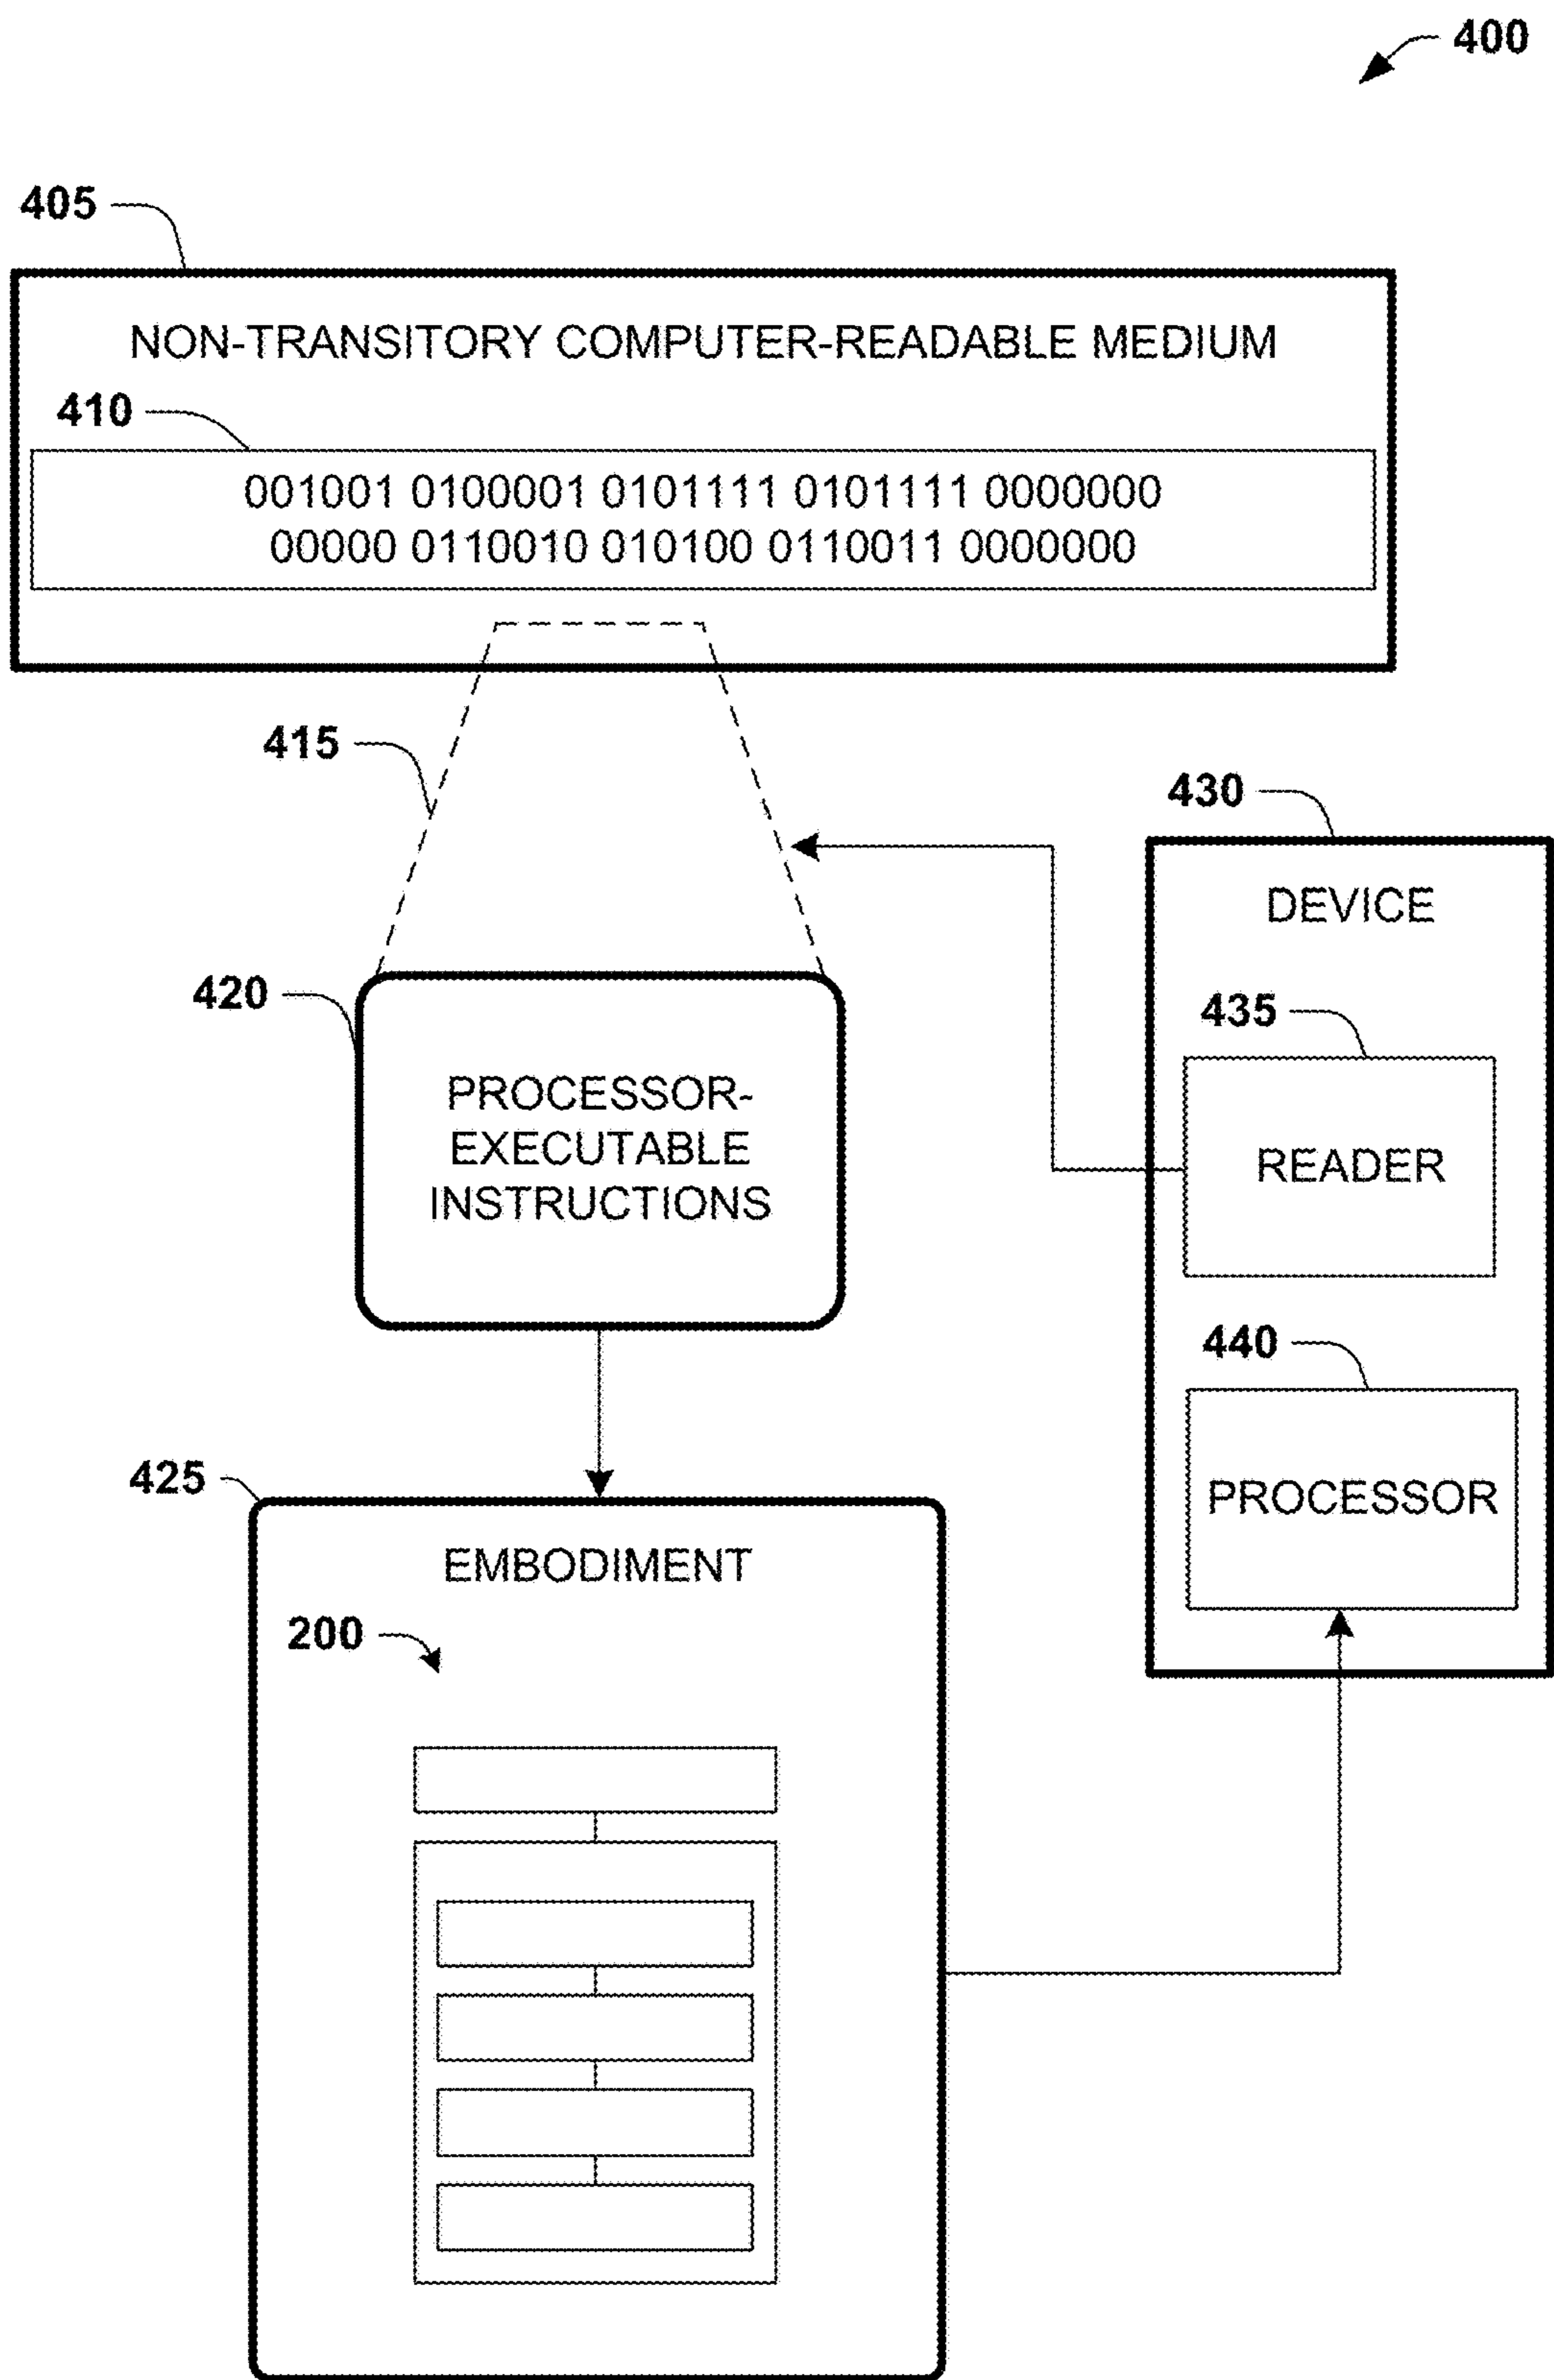 400
405
NON-TRANSITORY COMPUTER-READABLE MEDIUM
410
001001 0100001 0101111 0101111 0000000
00000 0110010 010100 0110011 0000000
415
430
DEVICE
420
435
PROCESSOR-
EXECUTABLE
INSTRUCTIONS
READER
440
PROCESSOR
425
EMBODIMENT
200